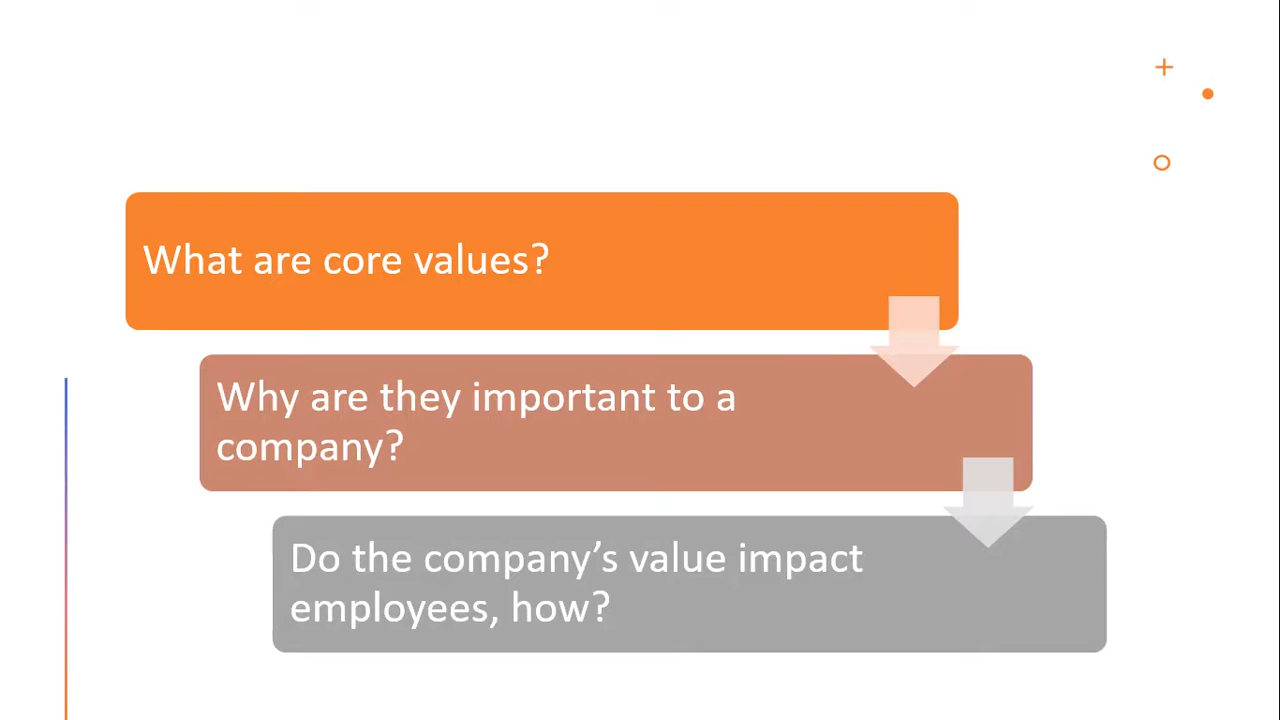 What are core values?
Why are they important to a
company?
Do the company’s value impact
employees, how?